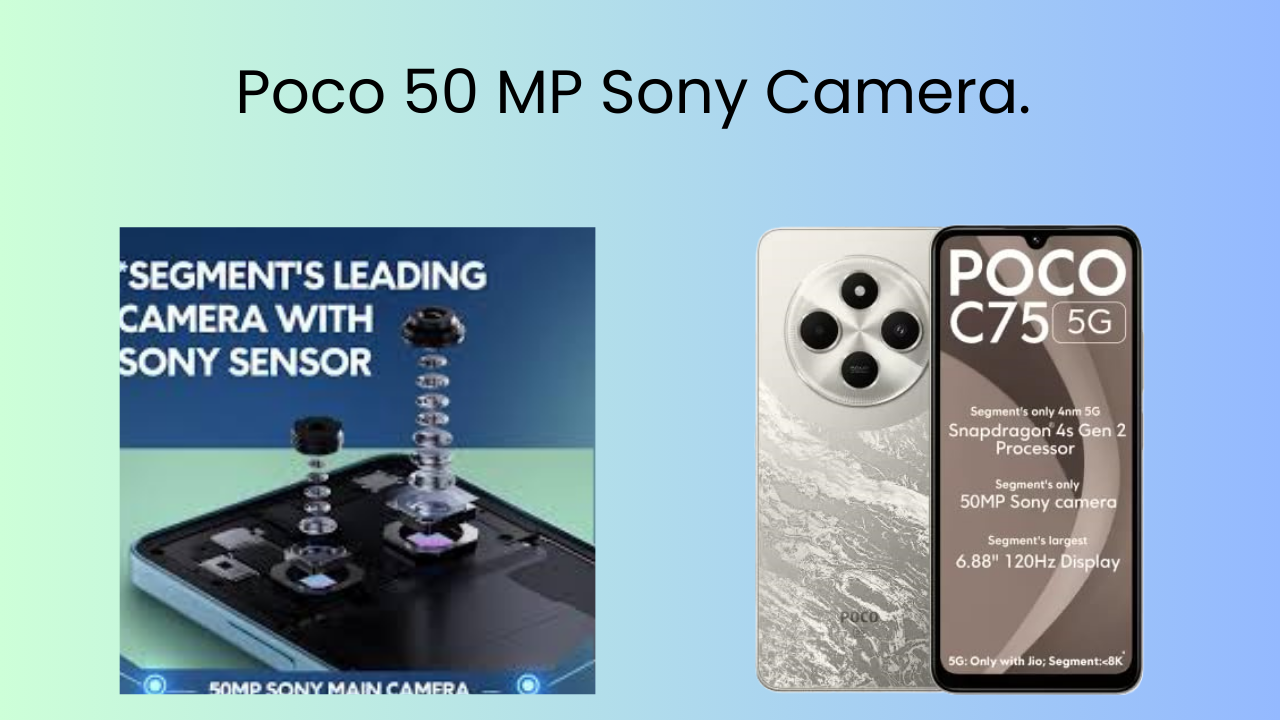 Poco 50 MP Sony Camera.
*SEGMENT'S LEADING
CAMERA WITH
SONY SENSOR
50MP SONY MAIN CAMERA
POCO
POCO
C75 5G
Segment's only 4nm 5G
Snapdragon® 4s Gen 2
Processor
Segment's only
50MP Sony camera
Segment's largest
6.88" 120Hz Display
5G: Only with Jio; Segment:<8K*